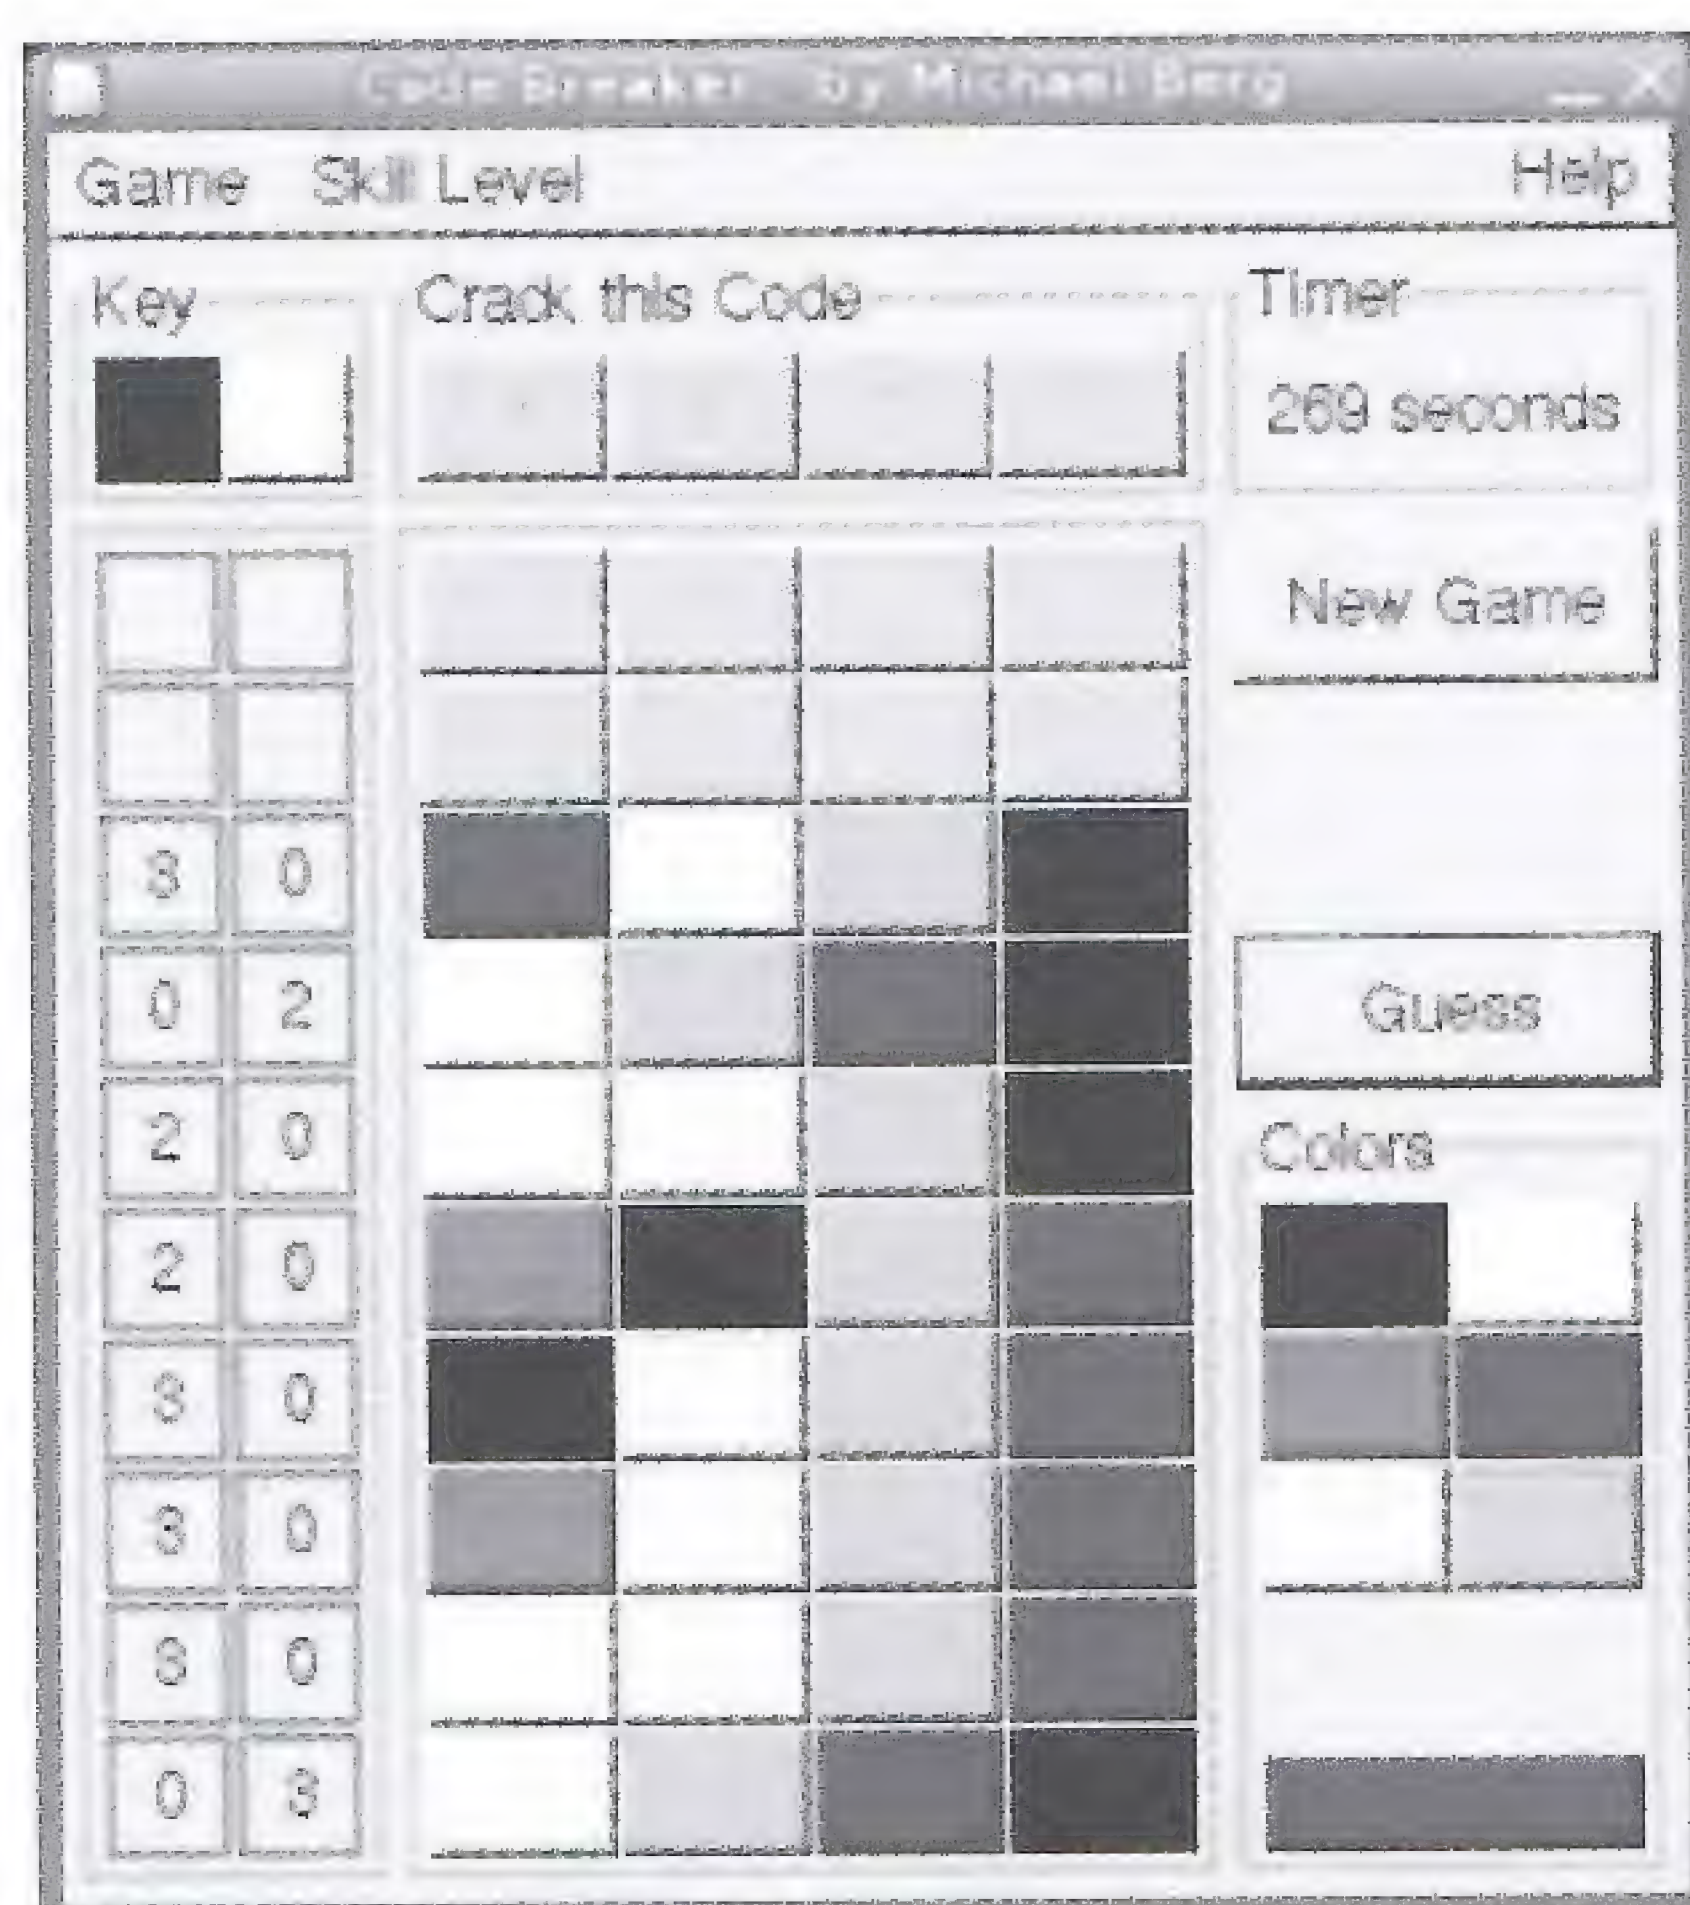 Code Breaker by Michael Berg
Game Skill Level Help
Key Crack this Code Timer
269 seconds
New Game
3 0
0 2
Guess
2 0
Colors
2 0
3 0
3 0
3 0
0 3